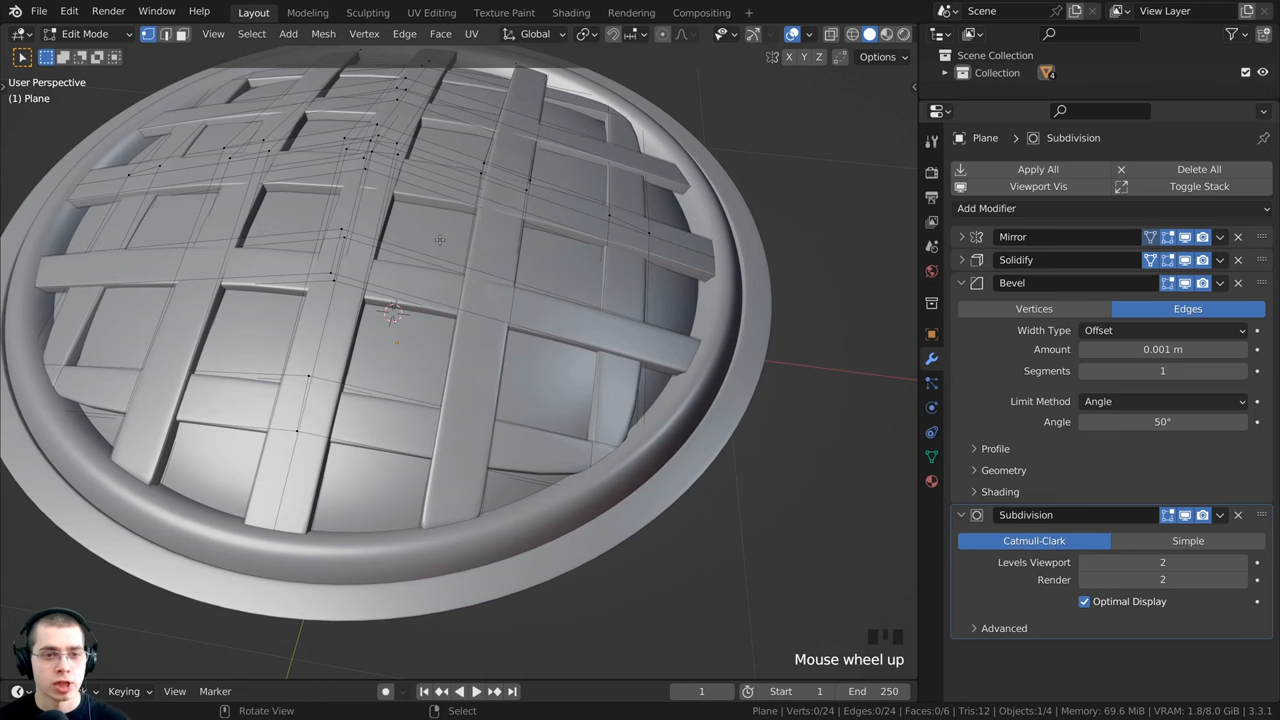 File Edit Render Window Help Layout Modeling Sculpting UV Editing Texture Paint Shading Rendering Compositing Scene View Layer
Edit Mode View Select Add Mesh Vertex Edge Face UV Global
X Y Z Options
User Perspective
(1) Plane
Scene Collection
Collection 4
Plane Subdivision
Apply All Delete All
Viewport Vis Toggle Stack
Add Modifier
Mirror
Solidify
Bevel
Vertices Edges
Width Type Offset
Amount 0.001 m
Segments 1
Limit Method Angle
Angle 50°
Profile
Geometry
Shading
Subdivision
Catmull-Clark Simple
Levels Viewport 2
Render 2
Optimal Display
Advanced
Mouse wheel up
Keying View Marker 1 Start 1 End 250
Rotate View Select Plane | Verts:0/24 | Edges:0/24 | Faces:0/6 | Tris:12 | Objects:1/4 | Memory: 69.6 MiB | VRAM: 1.8/8.0 GiB | 3.3.1